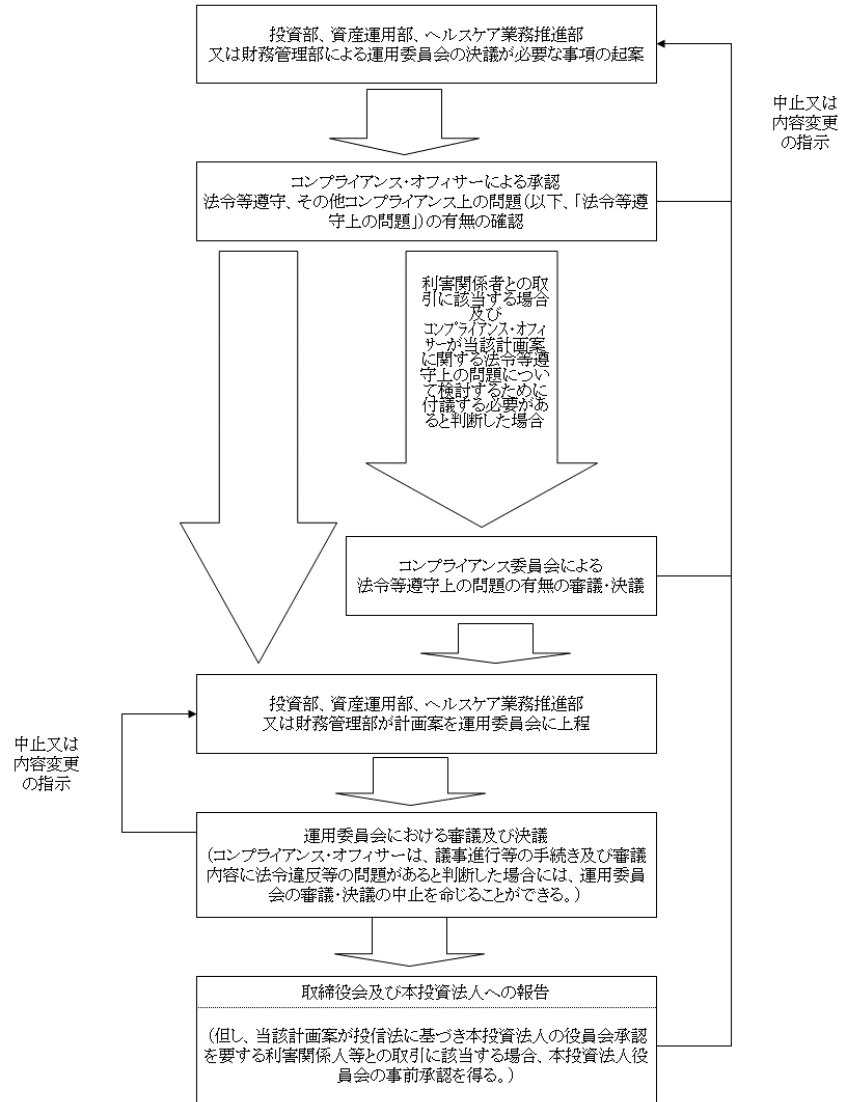 投資部、資産運用部、ヘルスケア業務推進部
又は財務管理部による運用委員会の決議が必要な事項の起案
中止又は
内容変更
の指示
コンプライアンス・オフィサーによる承認
法令等遵守、その他コンプライアンス上の問題(以下、「法令等遵
守上の問題」)の有無の確認
利害関係者との取
引に該当する場合
及び
コンプライアンス・オフィ
サーが当該計画案
に関する法令等遵
守上の問題につい
て検討するために
付議する必要があ
ると判断した場合
コンプライアンス委員会による
法令等遵守上の問題の有無の審議・決議
投資部、資産運用部、ヘルスケア業務推進部
又は財務管理部が計画案を運用委員会に上程
中止又は
内容変更
の指示
運用委員会における審議及び決議
(コンプライアンス・オフィサーは、議事進行等の手続き及び審議
内容に法令違反等の問題があると判断した場合には、運用委員
会の審議・決議の中止を命じることができる。)
取締役会及び本投資法人への報告
(但し、当該計画案が投信法に基づき本投資法人の役員会承認
を要する利害関係人等との取引に該当する場合、本投資法人役
員会の事前承認を得る。)